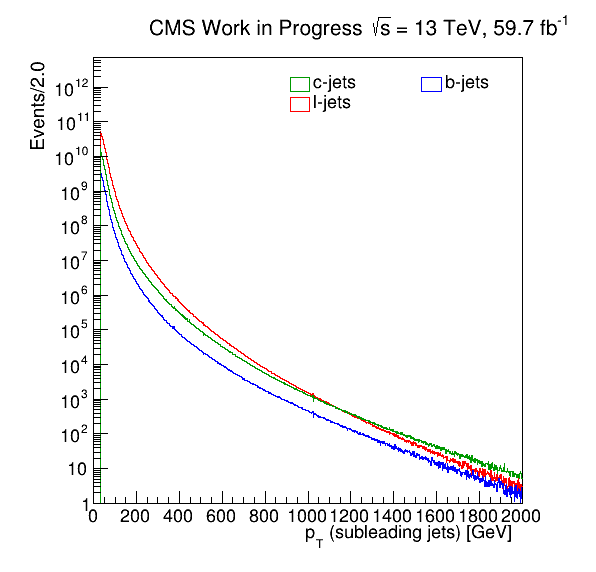 CMS Work in Progress √s = 13 TeV, 59.7 fb⁻¹
Events/2.0
c-jets b-jets
l-jets
10¹²
10¹¹
10¹⁰
10⁹
10⁸
10⁷
10⁶
10⁵
10⁴
10³
10²
10
1
0 200 400 600 800 1000 1200 1400 1600 1800 2000
p_T (subleading jets) [GeV]